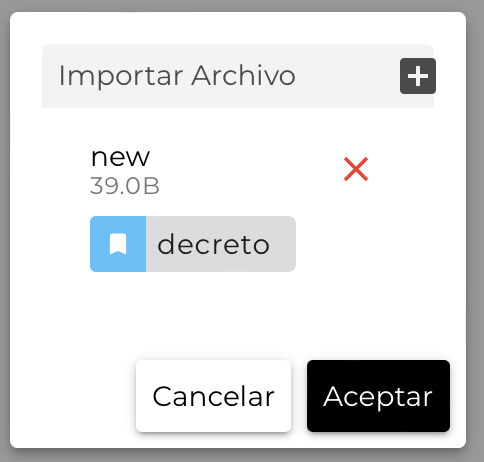 Importar Archivo
new
39.0B
decreto
Cancelar
Aceptar